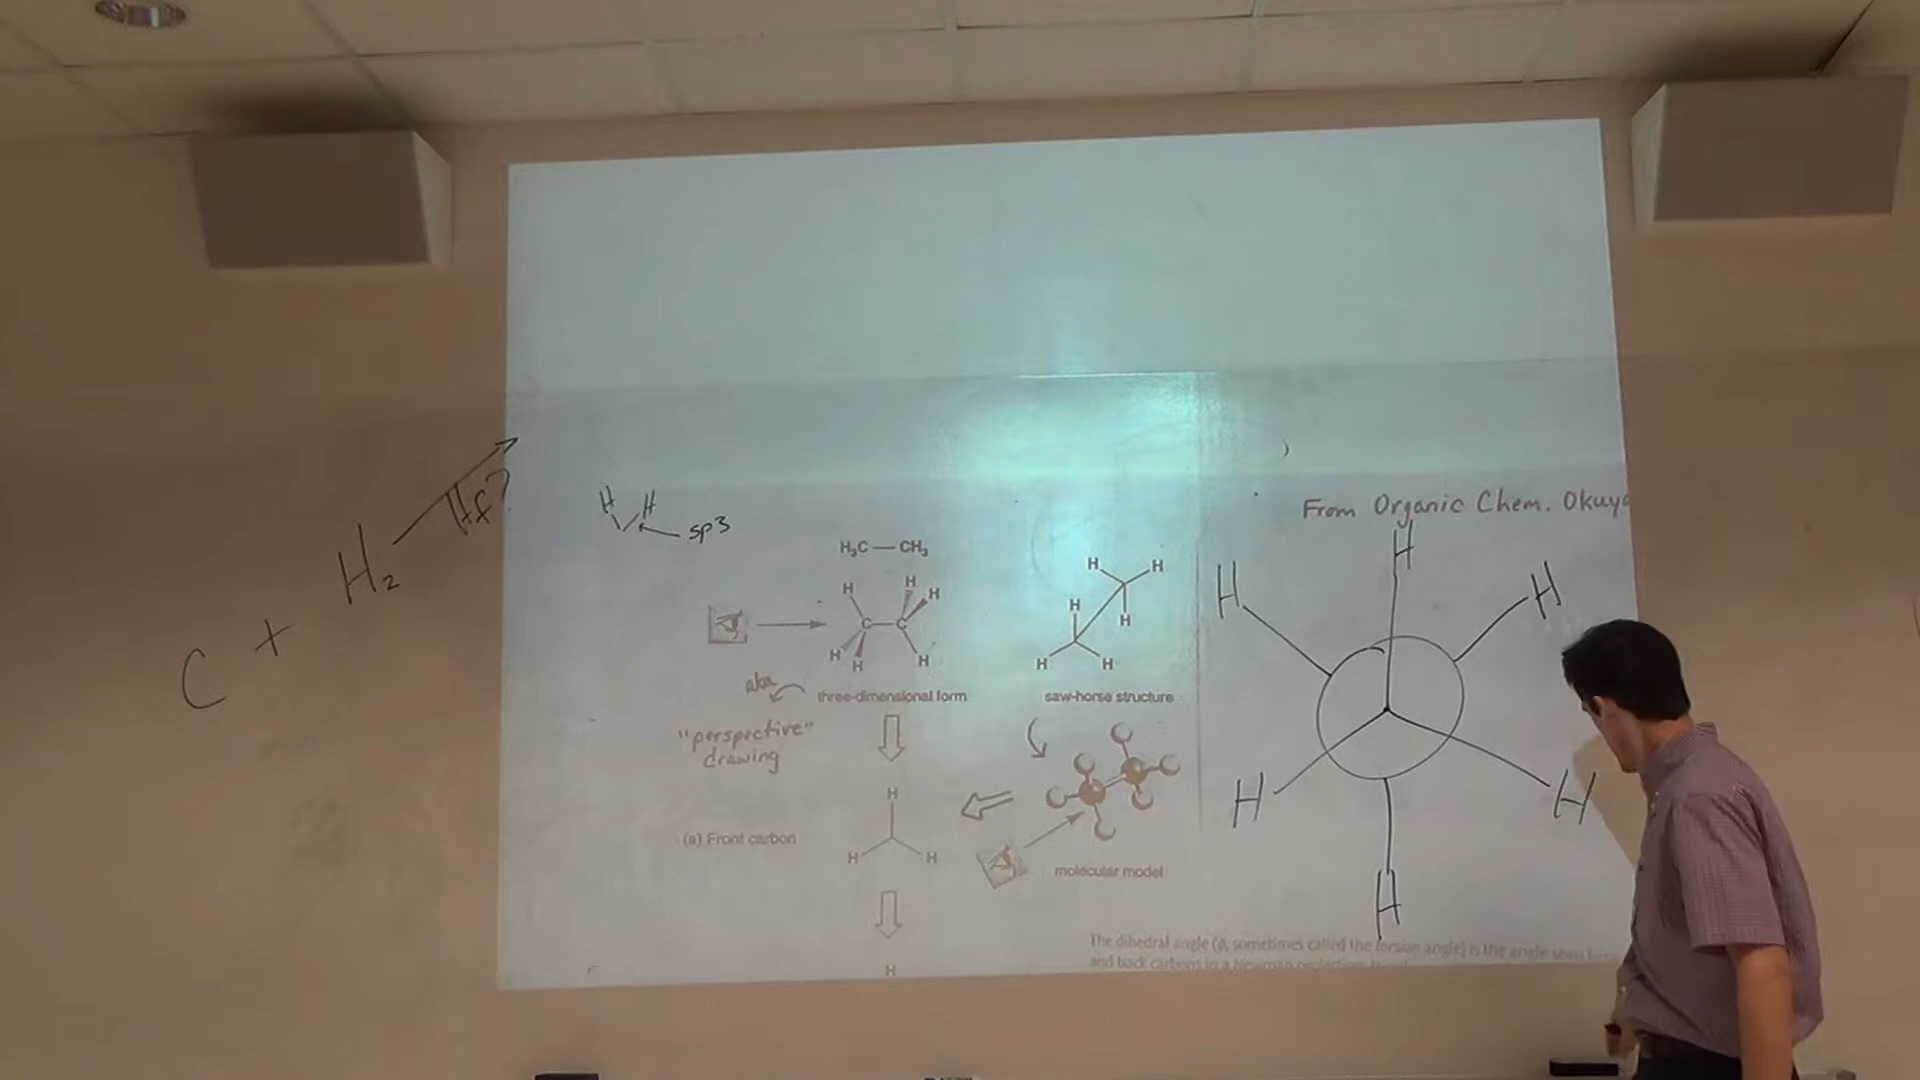 C + H₂
Hf?
H H
sp3
H₃C — CH₃
H H H
C — C
H H H
aka
three-dimensional form
"perspective"
drawing
(a) Front carbon
H
H H
H
H H
H
H
H H
saw-horse structure
molecular model
From Organic Chem.
H
H H
H H
H
The dihedral angle (ϕ, sometimes called the torsion angle) is the angle
and back carbons in a Newman projection.